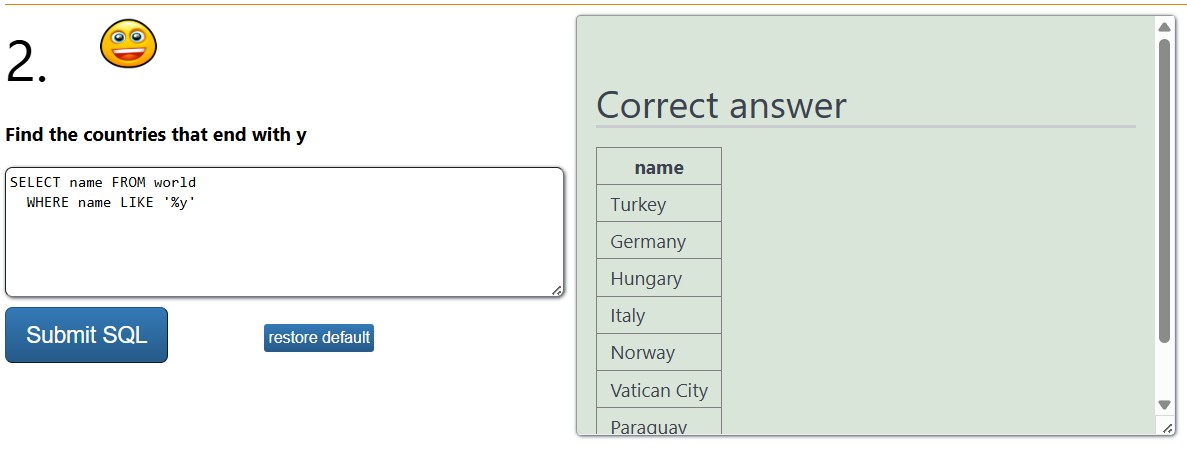 2.
Find the countries that end with y
SELECT name FROM world
WHERE name LIKE '%y'
Submit SQL
restore default
Correct answer
name
Turkey
Germany
Hungary
Italy
Norway
Vatican City
Paraguay